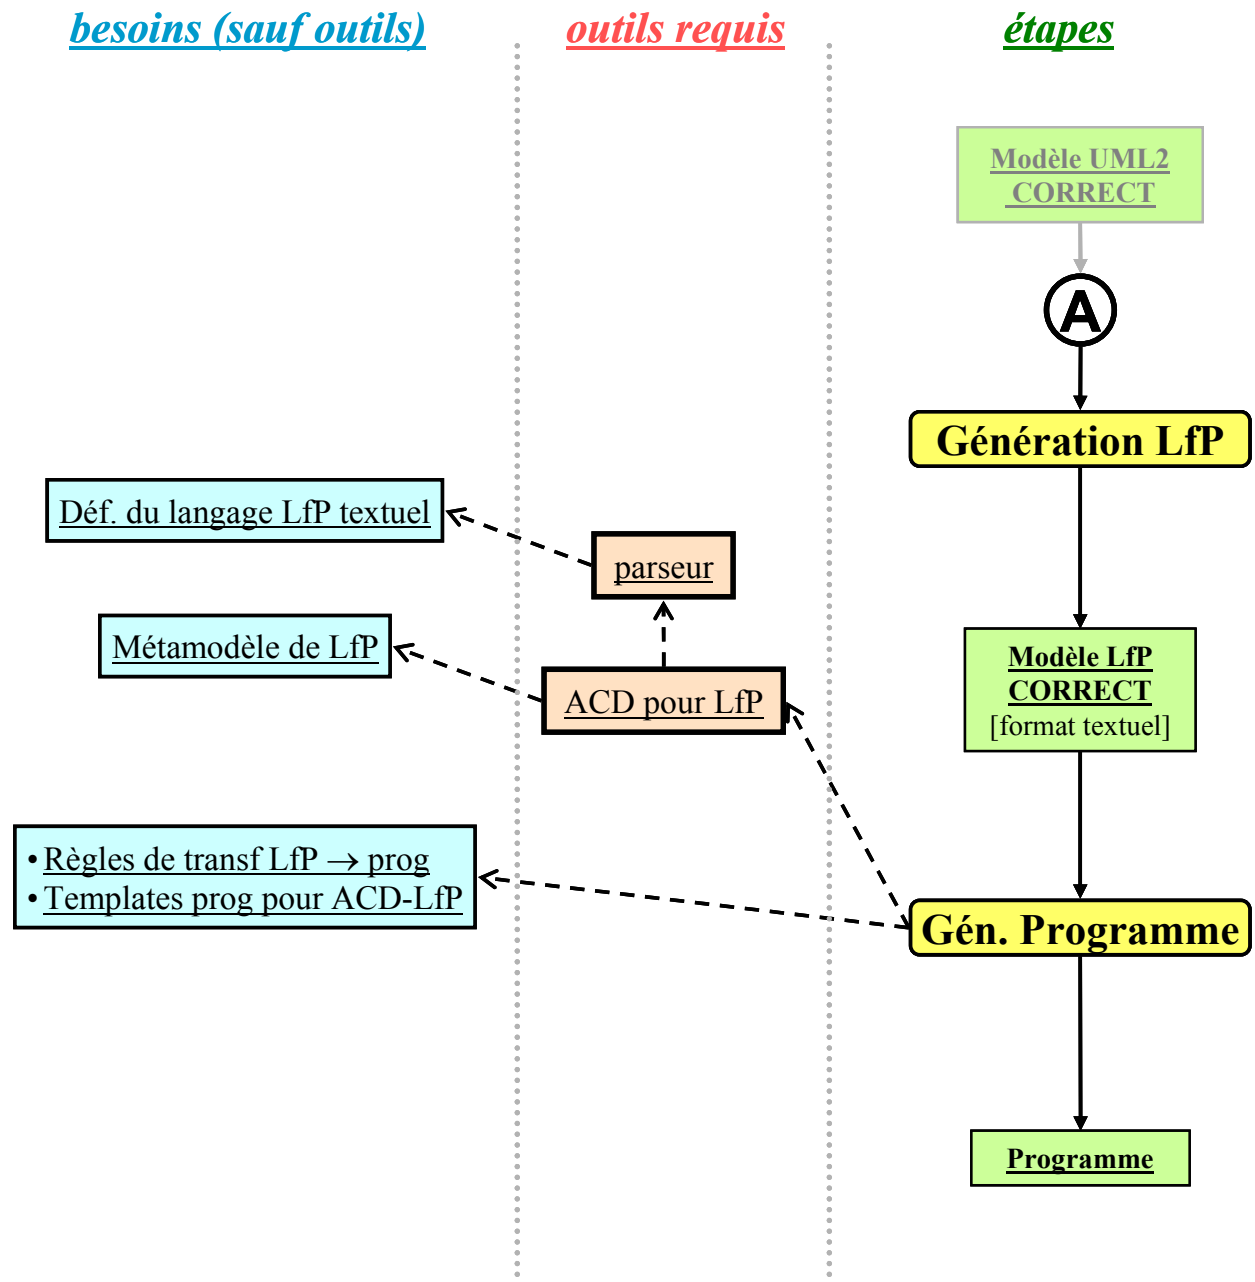 besoins (sauf outils)
outils requis
étapes
Modèle UML2
CORRECT
A
Génération LfP
Déf. du langage LfP textuel
parseur
Métamodèle de LfP
ACD pour LfP
Modèle LfP
CORRECT
[format textuel]
• Règles de transf LfP → prog
• Templates prog pour ACD-LfP
Gén. Programme
Programme